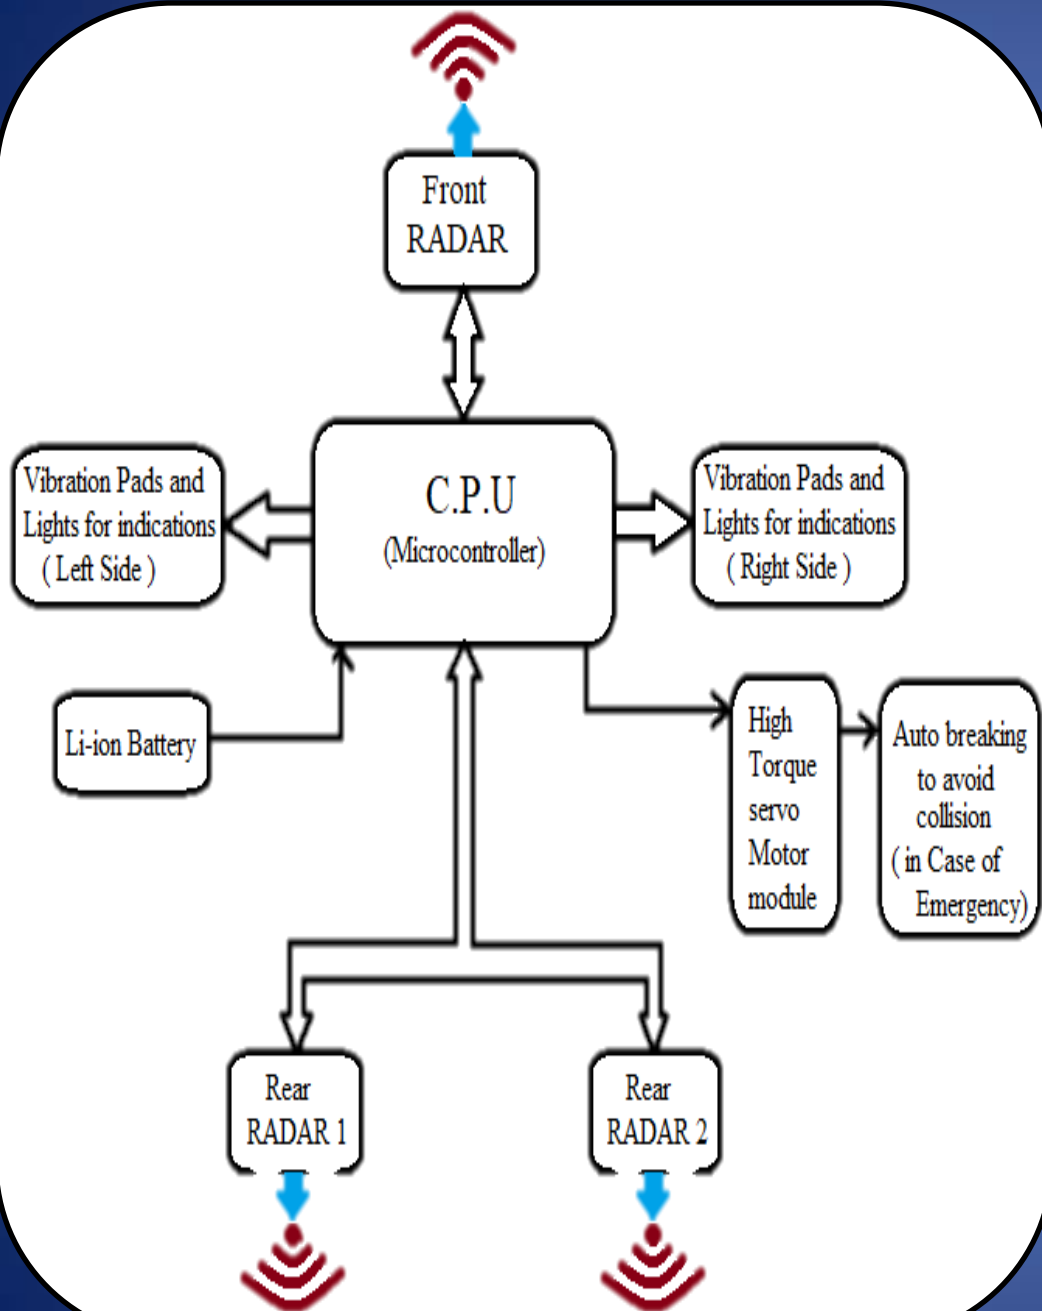 Front
RADAR
C.P.U
(Microcontroller)
Vibration Pads and
Lights for indications
( Left Side )
Vibration Pads and
Lights for indications
( Right Side )
Li-ion Battery
High
Torque
servo
Motor
module
Auto breaking
to avoid
collision
( in Case of
Emergency)
Rear
RADAR 1
Rear
RADAR 2